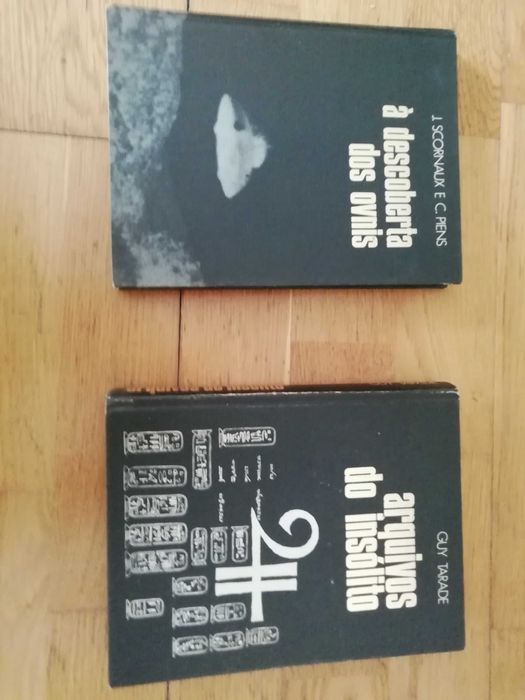 J. SCORNAUX E C. PIENS
à descoberta
dos ovnis
GUY TARADE
arquivos
do insólito